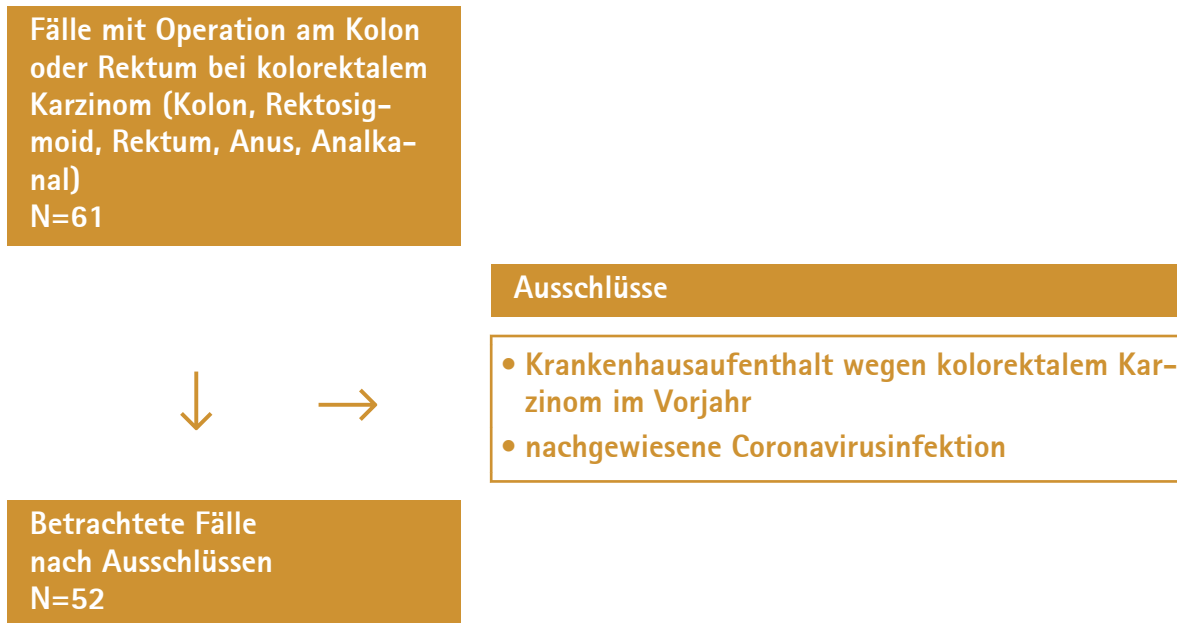 Fälle mit Operation am Kolon
oder Rektum bei kolorektalem
Karzinom (Kolon, Rektosig-
moid, Rektum, Anus, Analka-
nal)
N=61
Ausschlüsse
• Krankenhausaufenthalt wegen kolorektalem Kar-
zinom im Vorjahr
• nachgewiesene Coronavirusinfektion
Betrachtete Fälle
nach Ausschlüssen
N=52